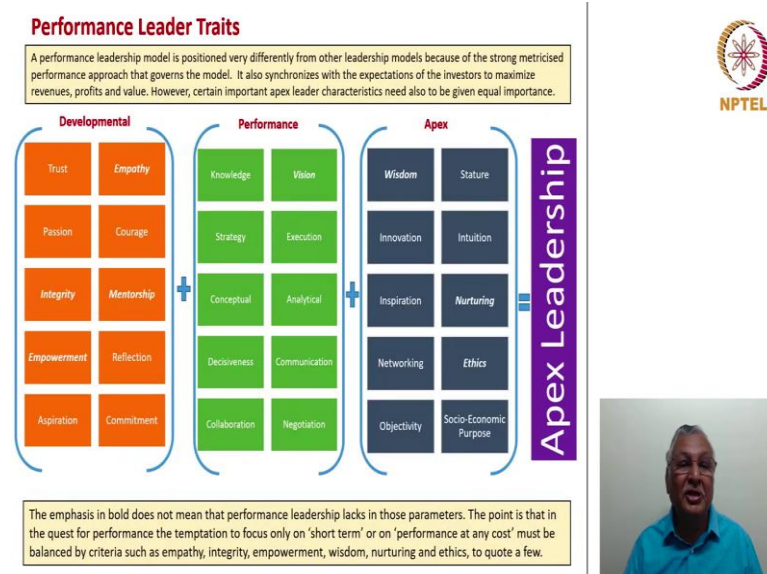 Performance Leader Traits
A performance leadership model is positioned very differently from other leadership models because of the strong metricised
performance approach that governs the model. It also synchronizes with the expectations of the investors to maximize
revenues, profits and value. However, certain important apex leader characteristics need also to be given equal importance.
Developmental
Trust
Empathy
Passion
Courage
Integrity
Mentorship
Empowerment
Reflection
Aspiration
Commitment
+
Performance
Knowledge
Vision
Strategy
Execution
Conceptual
Analytical
Decisiveness
Communication
Collaboration
Negotiation
+
Apex
Wisdom
Stature
Innovation
Intuition
Inspiration
Nurturing
Networking
Ethics
Objectivity
Socio-Economic
Purpose
=
Apex Leadership
The emphasis in bold does not mean that performance leadership lacks in those parameters. The point is that in
the quest for performance the temptation to focus only on ‘short term’ or on ‘performance at any cost’ must be
balanced by criteria such as empathy, integrity, empowerment, wisdom, nurturing and ethics, to quote a few.
NPTEL